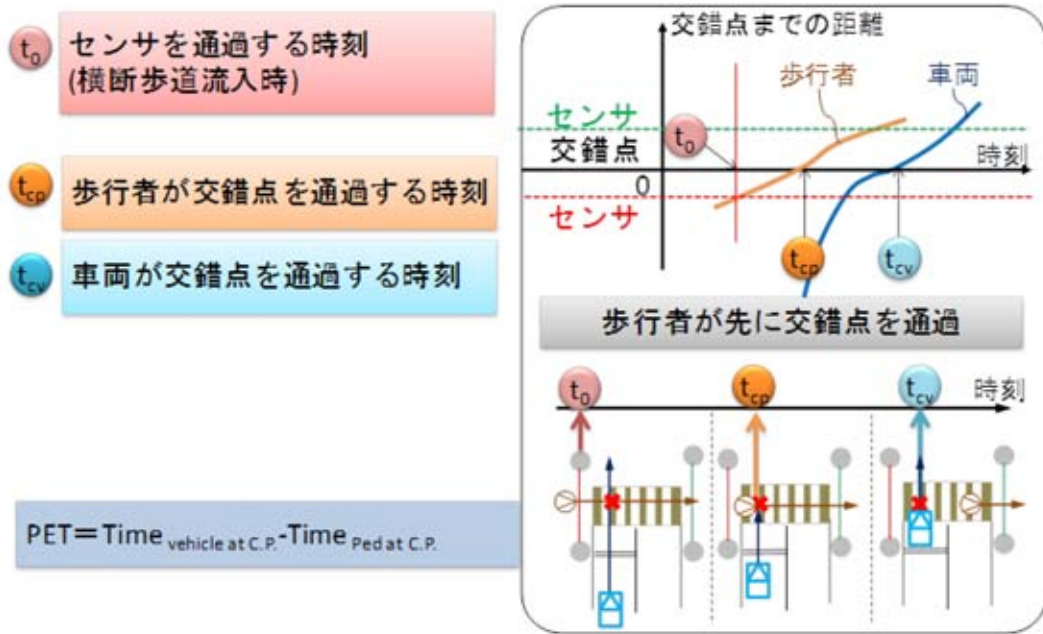 t0
センサを通過する時刻
(横断歩道流入時)
tcp
歩行者が交錯点を通過する時刻
tcv
車両が交錯点を通過する時刻
PET＝Time vehicle at C.P.-Time Ped at C.P.
交錯点までの距離
歩行者
車両
センサ
t0
交錯点
時刻
0
センサ
tcp
tcv
歩行者が先に交錯点を通過
t0
tcp
tcv
時刻